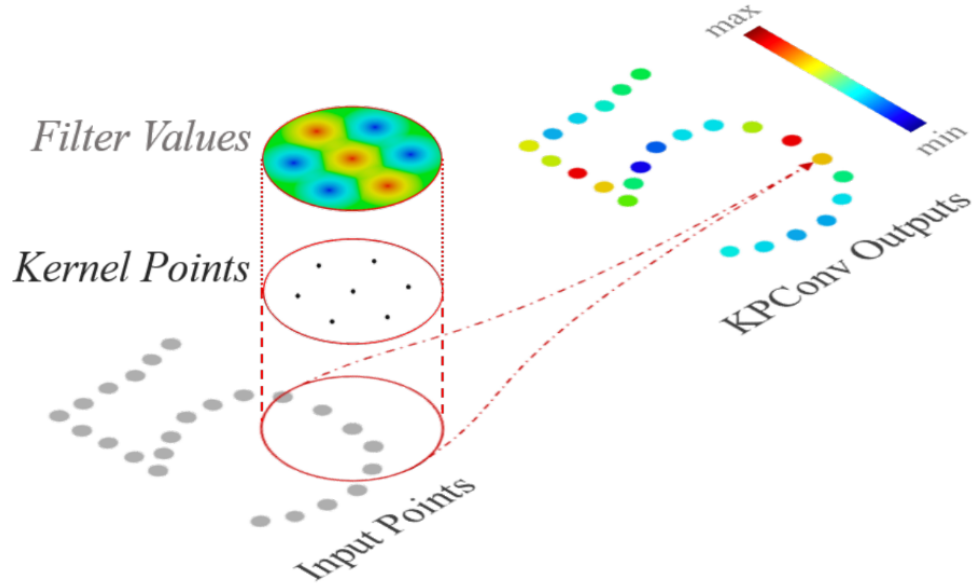 max
Filter Values
min
Kernel Points
KPConv Outputs
Input Points